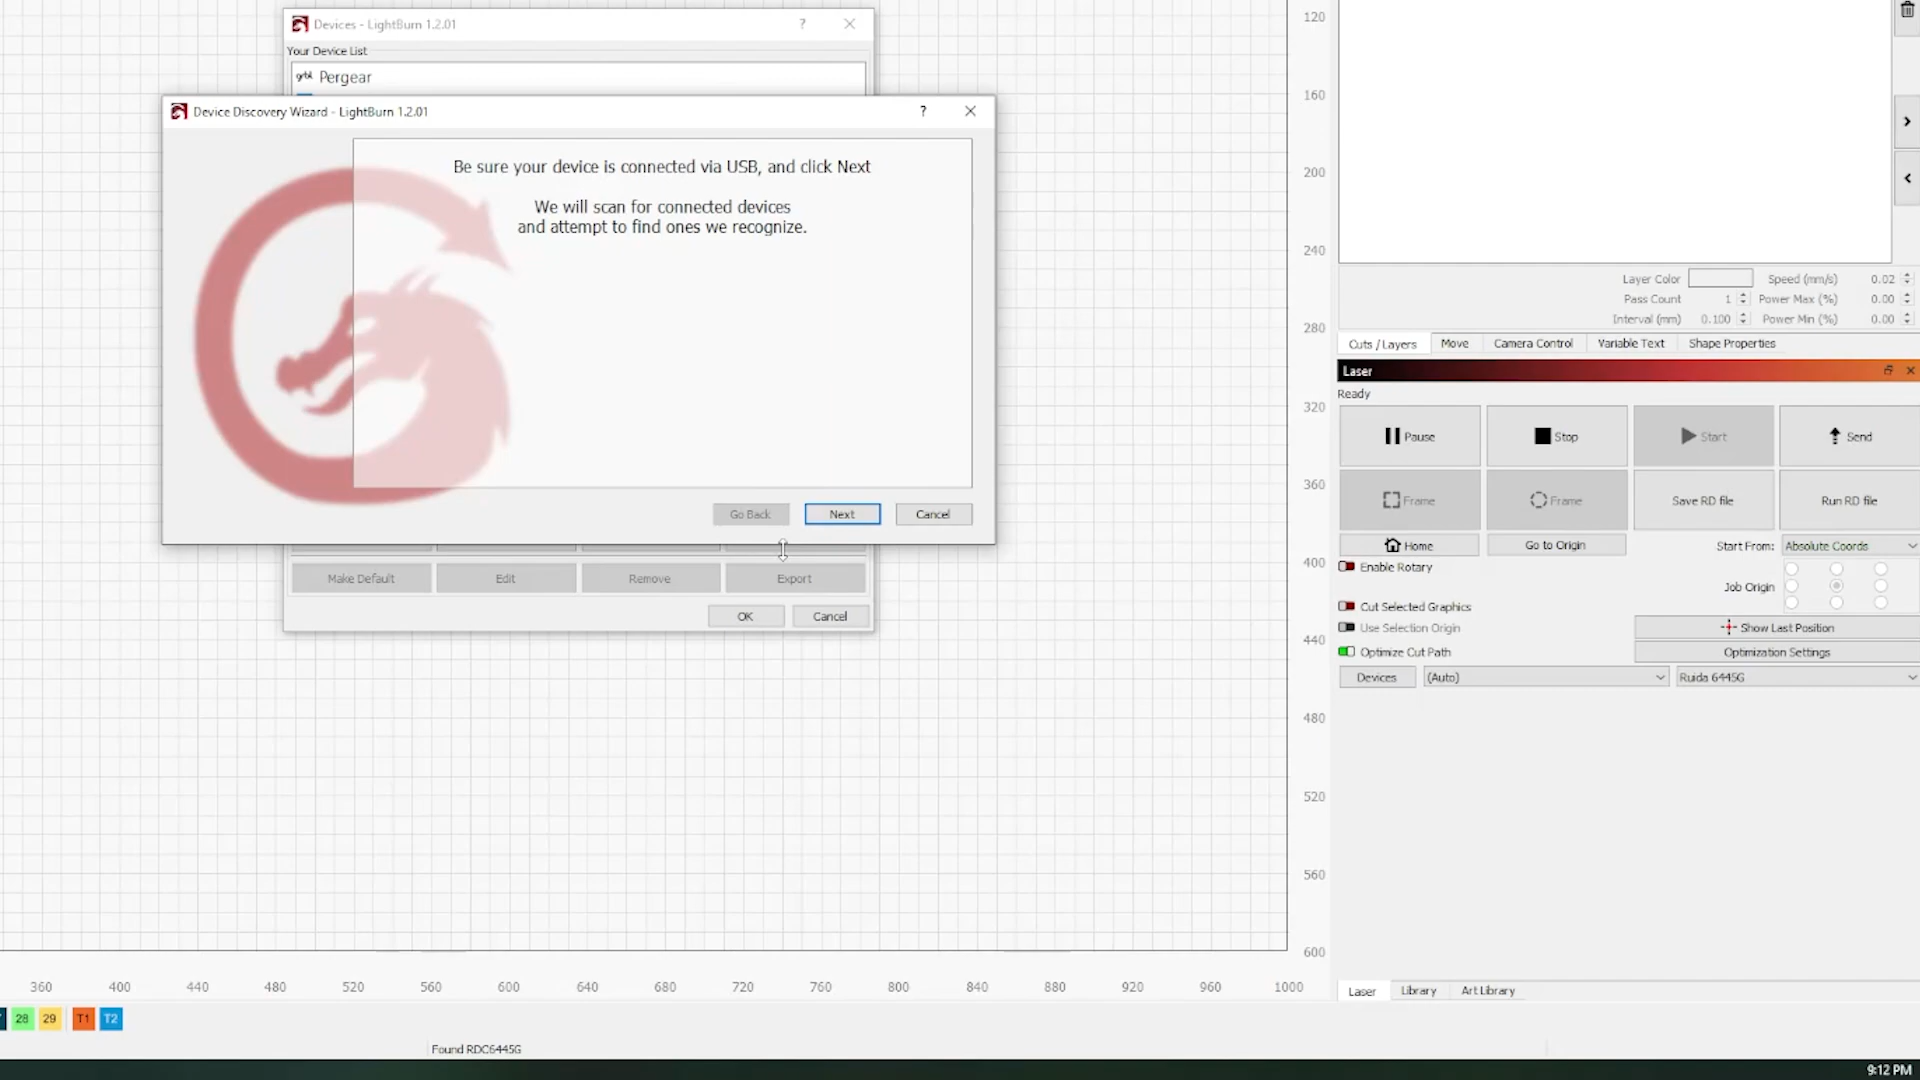 Devices - LightBurn 1.2.01
?
Your Device List
grbl Pergear
Device Discovery Wizard - LightBurn 1.2.01
?
Be sure your device is connected via USB, and click Next
We will scan for connected devices
and attempt to find ones we recognize.
Go Back
Next
Cancel
Make Default
Edit
Remove
Export
OK
Cancel
120
160
200
240
280
320
360
400
440
480
520
560
600
360
400
440
480
520
560
600
640
680
720
760
800
840
880
920
960
1000
28
29
T1
T2
Found RDC6445G
Layer Color
Speed (mm/s) 0.02
Pass Count 1
Power Max (%) 0.00
Interval (mm) 0.100
Power Min (%) 0.00
Cuts / Layers
Move
Camera Control
Variable Text
Shape Properties
Laser
Ready
Pause
Stop
Start
Send
Frame
Frame
Save RD file
Run RD file
Home
Go to Origin
Start From: Absolute Coords
Enable Rotary
Job Origin
Cut Selected Graphics
Use Selection Origin
Show Last Position
Optimize Cut Path
Optimization Settings
Devices
(Auto)
Ruida 6445G
Laser
Library
Art Library
9:12 PM